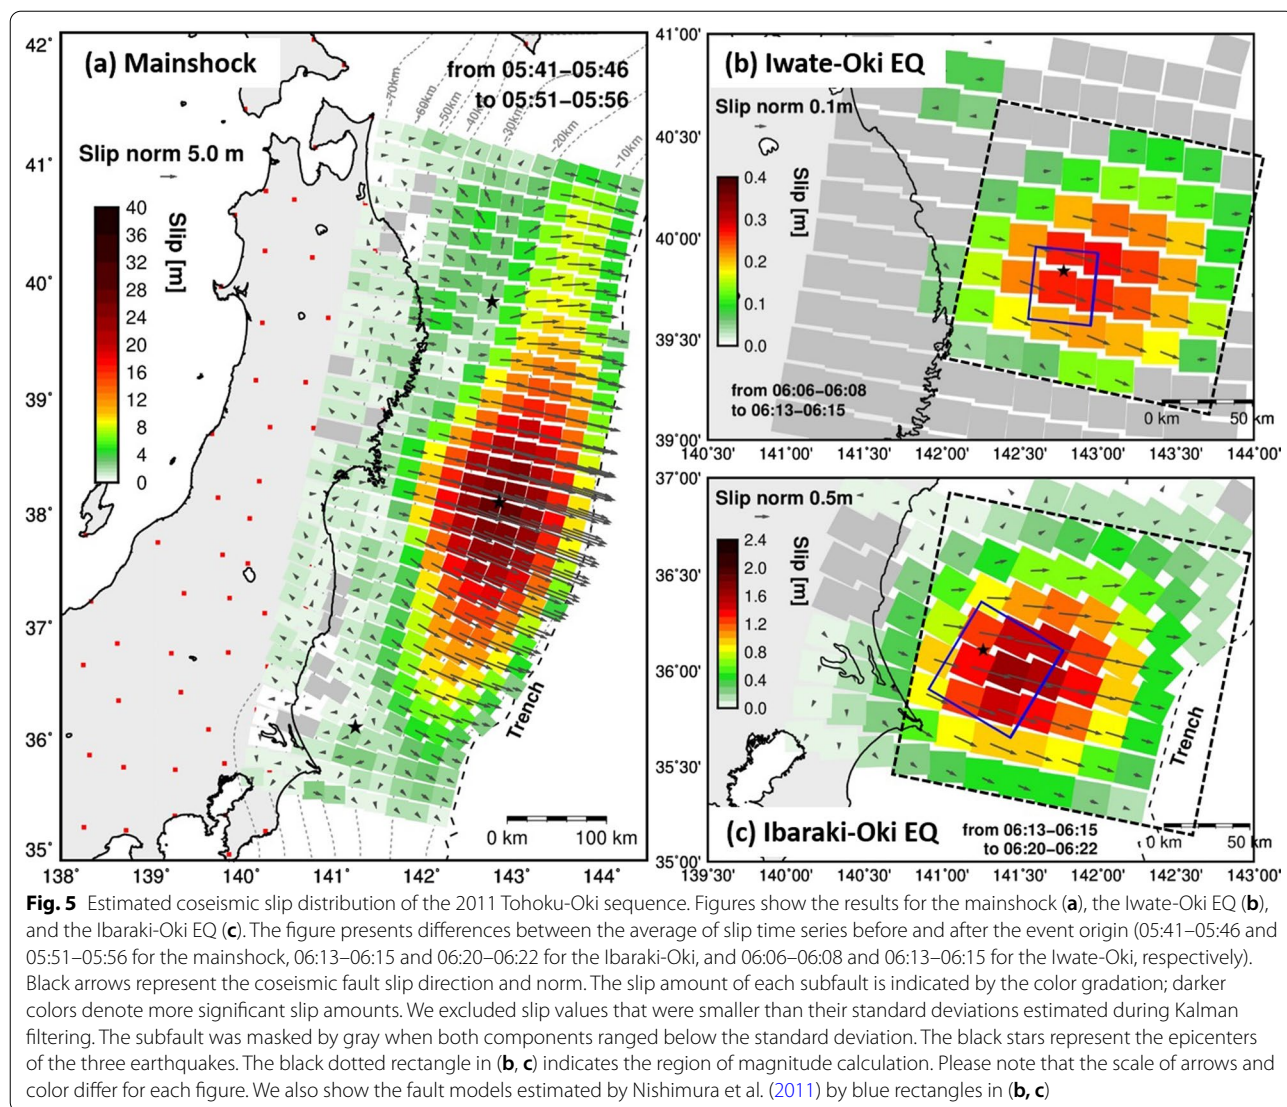 (a) Mainshock
from 05:41–05:46
to 05:51–05:56
Slip norm 5.0 m
40
36
32
28
24
20
16
12
8
4
0
Slip [m]
-70km
-60km
-50km
-40km
-30km
-20km
-10km
Trench
0 km
100 km
42˚
41˚
40˚
39˚
38˚
37˚
36˚
35˚
138˚
139˚
140˚
141˚
142˚
143˚
144˚
(b) Iwate-Oki EQ
Slip norm 0.1m
0.4
0.3
0.2
0.1
0.0
Slip [m]
from 06:06–06:08
to 06:13–06:15
0 km
50 km
41˚00'
40˚30'
40˚00'
39˚30'
39˚00'
140˚30'
141˚00'
141˚30'
142˚00'
142˚30'
143˚00'
143˚30'
144˚00'
Slip norm 0.5m
2.4
2.0
1.6
1.2
0.8
0.4
0.0
Slip [m]
Trench
(c) Ibaraki-Oki EQ
from 06:13–06:15
to 06:20–06:22
0 km
50 km
37˚00'
36˚30'
36˚00'
35˚30'
35˚00'
139˚30'
140˚00'
140˚30'
141˚00'
141˚30'
142˚00'
142˚30'
143˚00'
Fig. 5 Estimated coseismic slip distribution of the 2011 Tohoku-Oki sequence. Figures show the results for the mainshock (a), the Iwate-Oki EQ (b),
and the Ibaraki-Oki EQ (c). The figure presents differences between the average of slip time series before and after the event origin (05:41–05:46 and
05:51–05:56 for the mainshock, 06:13–06:15 and 06:20–06:22 for the Ibaraki-Oki, and 06:06–06:08 and 06:13–06:15 for the Iwate-Oki, respectively).
Black arrows represent the coseismic fault slip direction and norm. The slip amount of each subfault is indicated by the color gradation; darker
colors denote more significant slip amounts. We excluded slip values that were smaller than their standard deviations estimated during Kalman
filtering. The subfault was masked by gray when both components ranged below the standard deviation. The black stars represent the epicenters
of the three earthquakes. The black dotted rectangle in (b, c) indicates the region of magnitude calculation. Please note that the scale of arrows and
color differ for each figure. We also show the fault models estimated by Nishimura et al. (2011) by blue rectangles in (b, c)